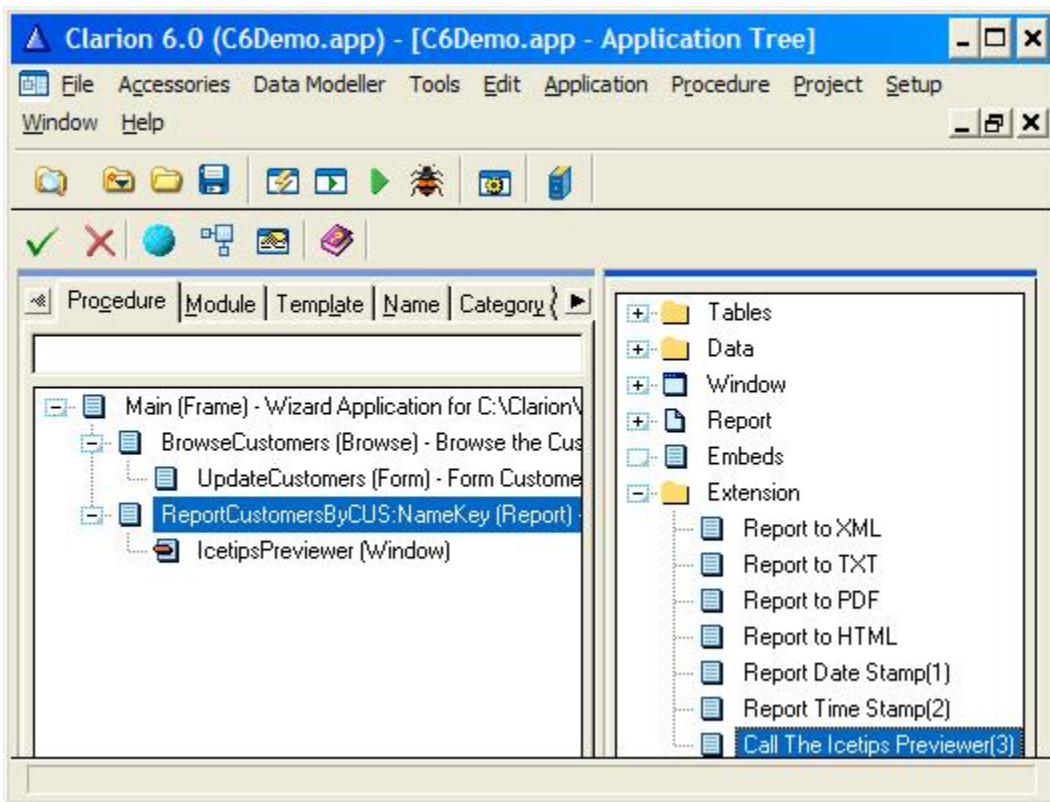 Clarion 6.0 (C6Demo.app) - [C6Demo.app - Application Tree]
File Accessories Data Modeller Tools Edit Application Procedure Project Setup
Window Help
Procedure Module Template Name Category
Main (Frame) - Wizard Application for C:\Clarion\
BrowseCustomers (Browse) - Browse the Cus
UpdateCustomers (Form) - Form Custome
ReportCustomersByCUS:NameKey (Report) -
IcetipsPreviewer (Window)
Tables
Data
Window
Report
Embeds
Extension
Report to XML
Report to TXT
Report to PDF
Report to HTML
Report Date Stamp(1)
Report Time Stamp(2)
Call The Icetips Previewer(3)